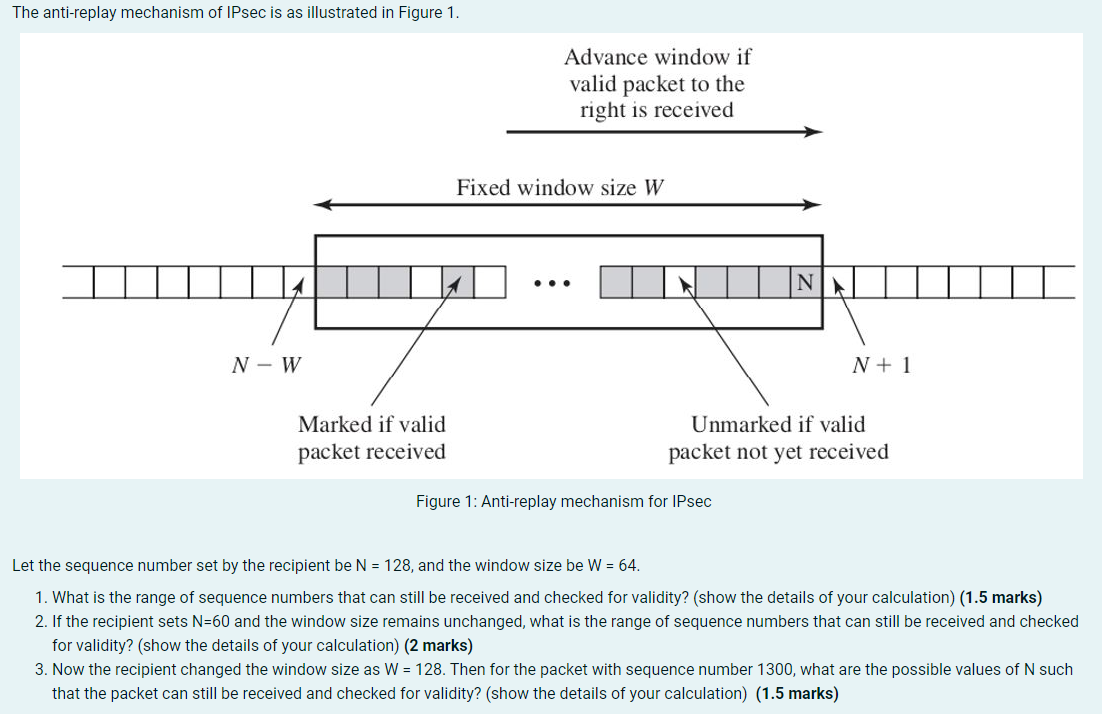 The anti-replay mechanism of IPsec is as illustrated in Figure 1.
Advance window if
valid packet to the
right is received
Fixed window size W
N
N – W
N + 1
Marked if valid
packet received
Unmarked if valid
packet not yet received
Figure 1: Anti-replay mechanism for IPsec
Let the sequence number set by the recipient be N = 128, and the window size be W = 64.
1. What is the range of sequence numbers that can still be received and checked for validity? (show the details of your calculation) (1.5 marks)
2. If the recipient sets N=60 and the window size remains unchanged, what is the range of sequence numbers that can still be received and checked
for validity? (show the details of your calculation) (2 marks)
3. Now the recipient changed the window size as W = 128. Then for the packet with sequence number 1300, what are the possible values of N such
that the packet can still be received and checked for validity? (show the details of your calculation) (1.5 marks)